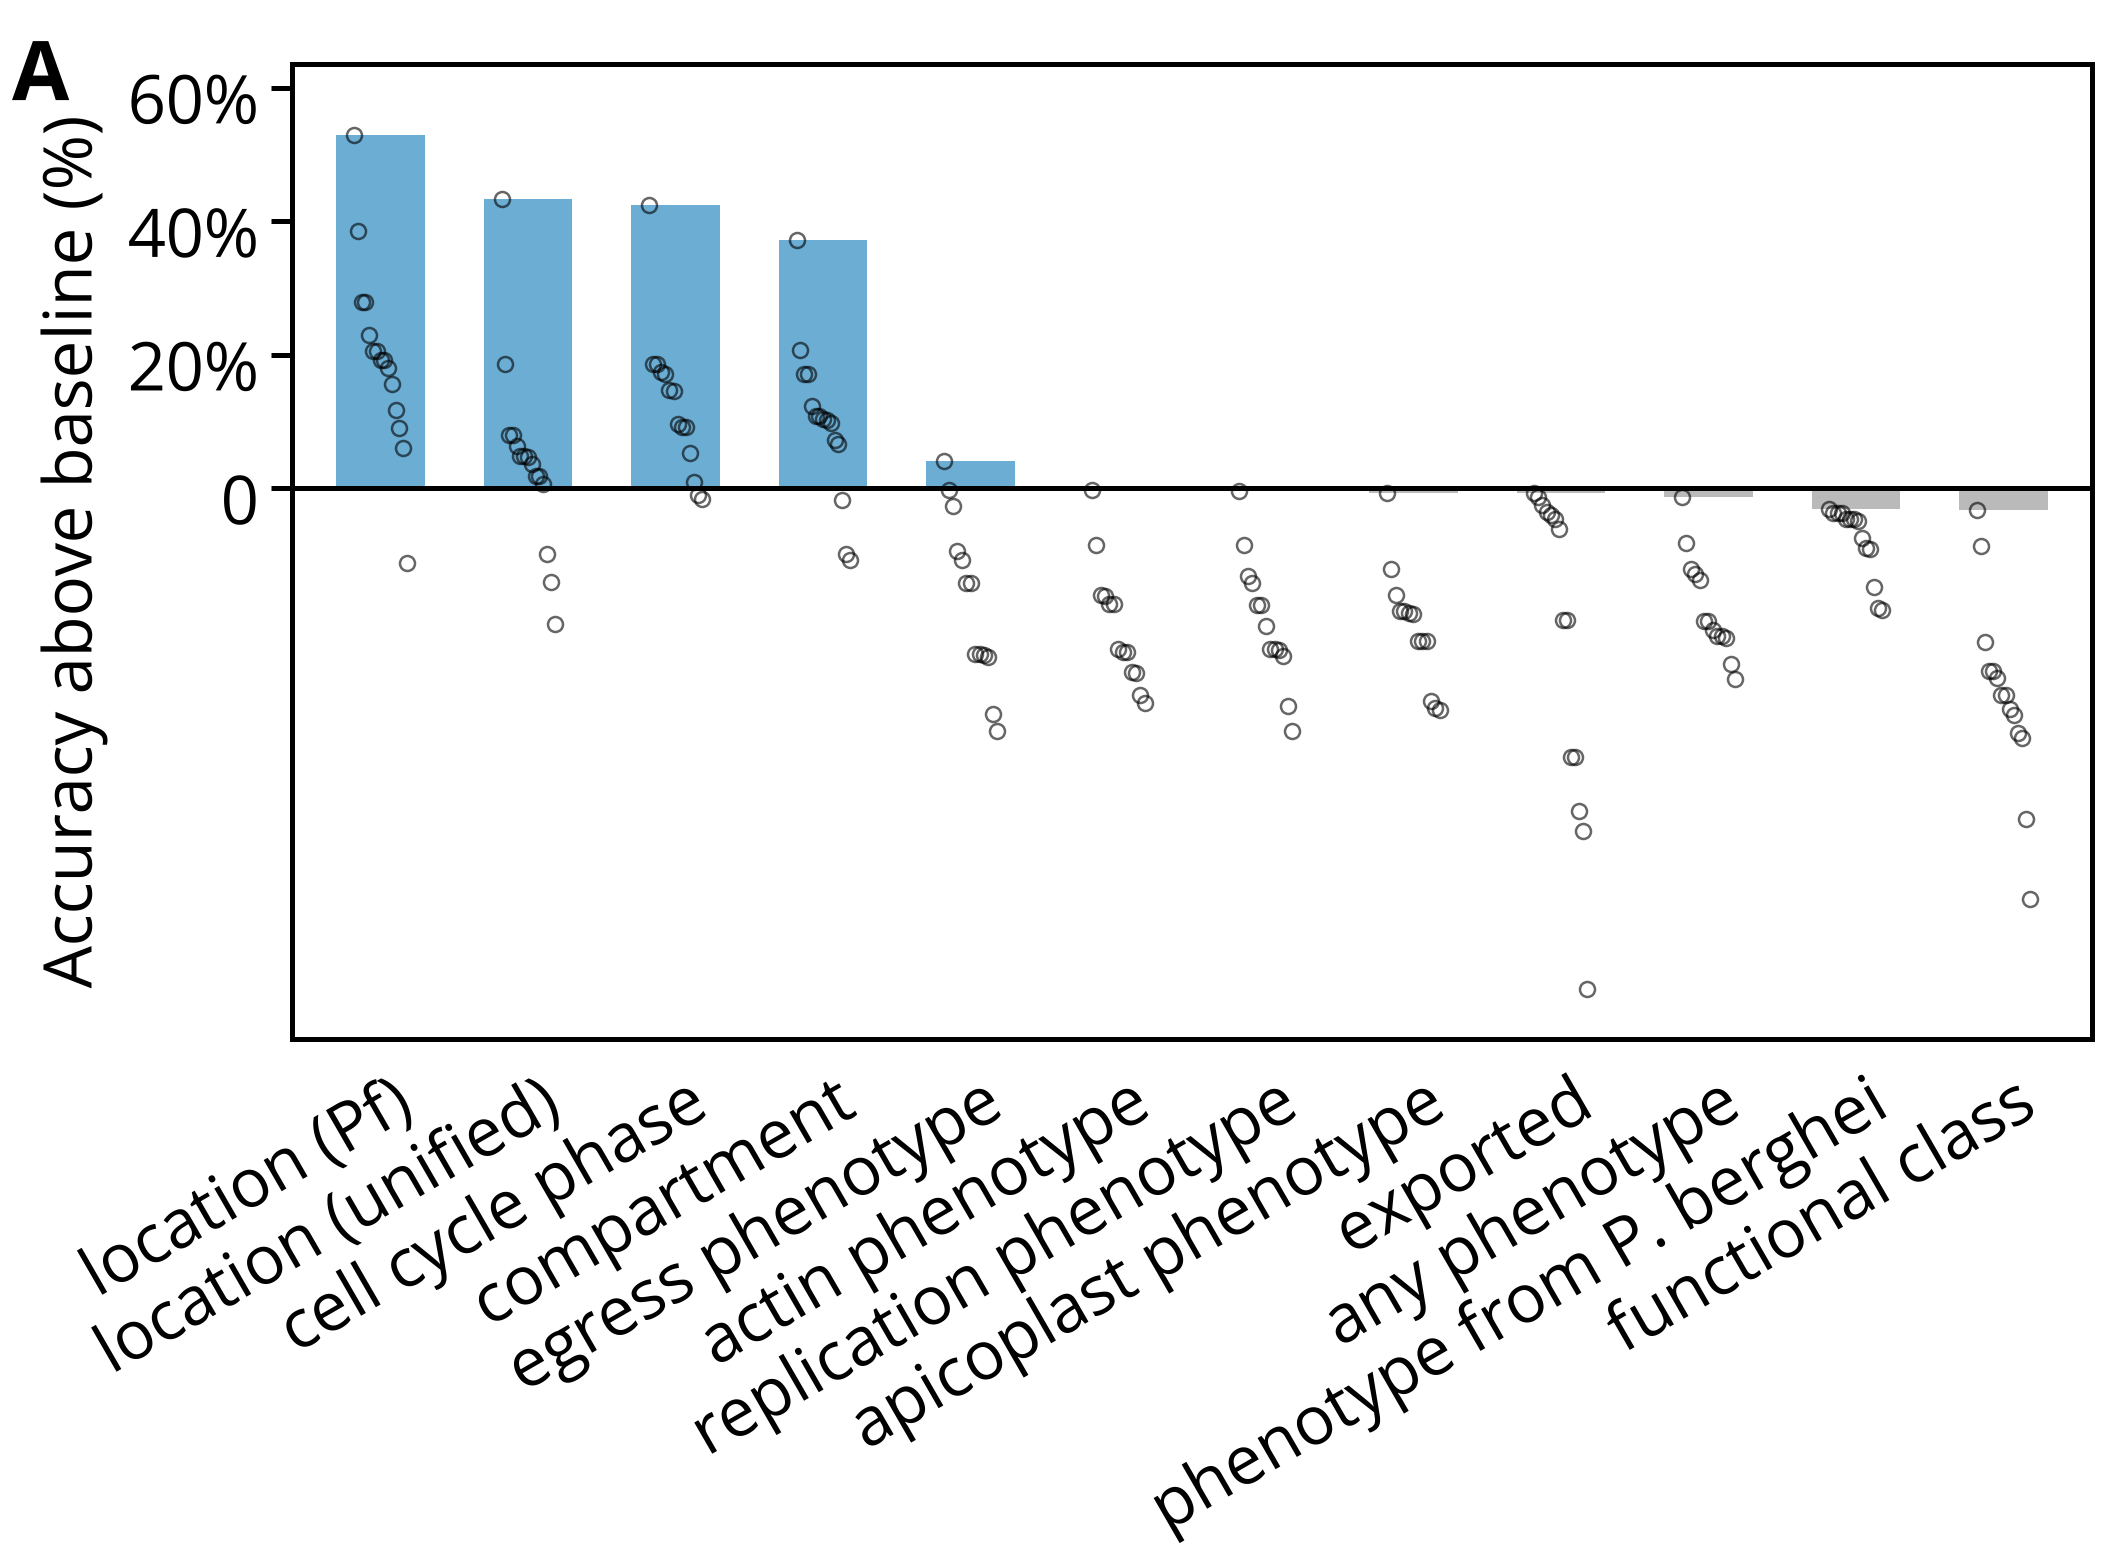 A
Accuracy above baseline (%)
60%
40%
20%
0
location (Pf)
location (unified)
cell cycle phase
compartment
egress phenotype
actin phenotype
replication phenotype
apicoplast phenotype
exported
any phenotype
phenotype from P. berghei
functional class